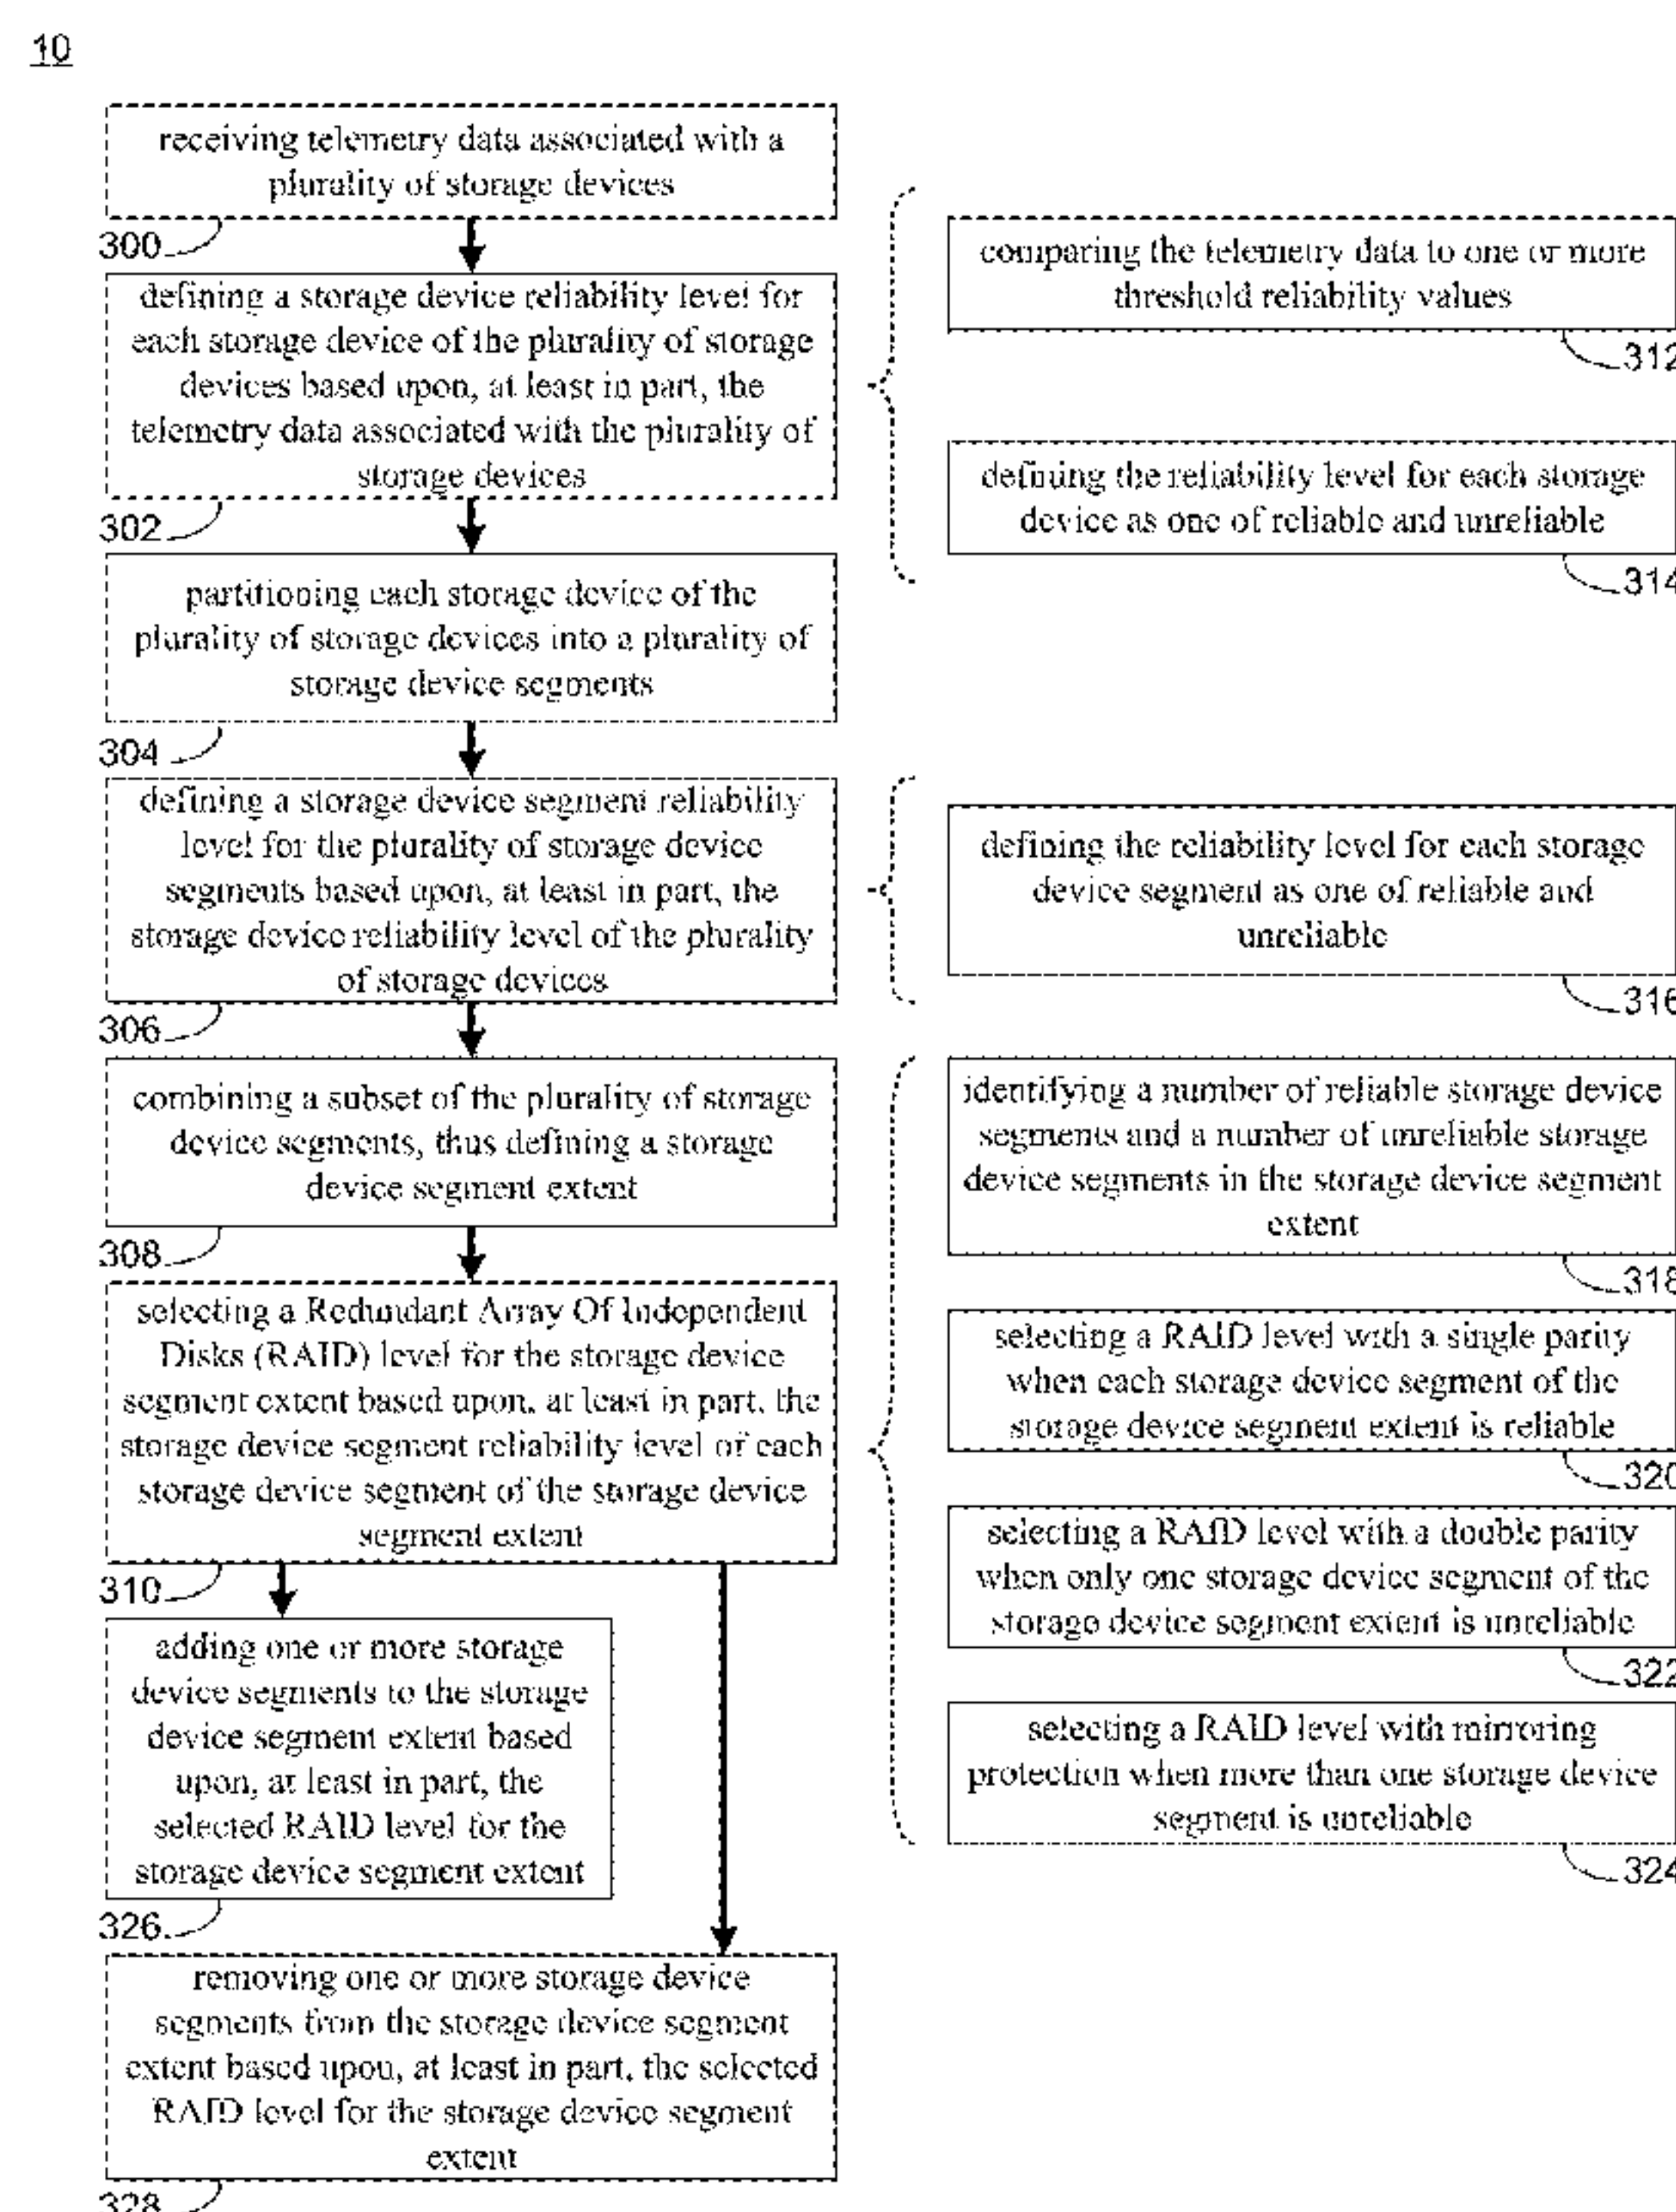 10
receiving telemetry data associated with a
plurality of storage devices
300
defining a storage device reliability level for
each storage device of the plurality of storage
devices based upon, at least in part, the
telemetry data associated with the plurality of
storage devices
302
partitioning each storage device of the
plurality of storage devices into a plurality of
storage device segments
304
defining a storage device segment reliability
level for the plurality of storage device
segments based upon, at least in part, the
storage device reliability level of the plurality
of storage devices
306
combining a subset of the plurality of storage
device segments, thus defining a storage
device segment extent
308
selecting a Redundant Array Of Independent
Disks (RAID) level for the storage device
segment extent based upon, at least in part, the
storage device segment reliability level of each
storage device segment of the storage device
segment extent
310
adding one or more storage
device segments to the storage
device segment extent based
upon, at least in part, the
selected RAID level for the
storage device segment extent
326
removing one or more storage device
segments from the storage device segment
extent based upon, at least in part, the selected
RAID level for the storage device segment
extent
328
comparing the telemetry data to one or more
threshold reliability values
312
defining the reliability level for each storage
device as one of reliable and unreliable
314
defining the reliability level for each storage
device segment as one of reliable and
unreliable
316
identifying a number of reliable storage device
segments and a number of unreliable storage
device segments in the storage device segment
extent
318
selecting a RAID level with a single parity
when each storage device segment of the
storage device segment extent is reliable
320
selecting a RAID level with a double parity
when only one storage device segment of the
storage device segment extent is unreliable
322
selecting a RAID level with mirroring
protection when more than one storage device
segment is unreliable
324